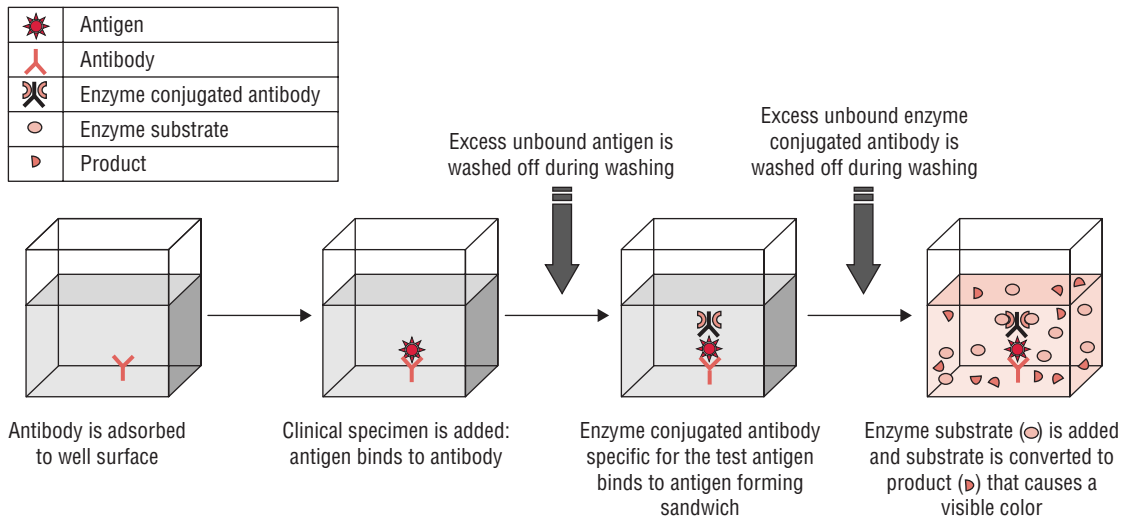 Antigen
Antibody
Enzyme conjugated antibody
Enzyme substrate
Product
Excess unbound antigen is
washed off during washing
Excess unbound enzyme
conjugated antibody is
washed off during washing
Antibody is adsorbed
to well surface
Clinical specimen is added:
antigen binds to antibody
Enzyme conjugated antibody
specific for the test antigen
binds to antigen forming
sandwich
Enzyme substrate ( ) is added
and substrate is converted to
product ( ) that causes a
visible color